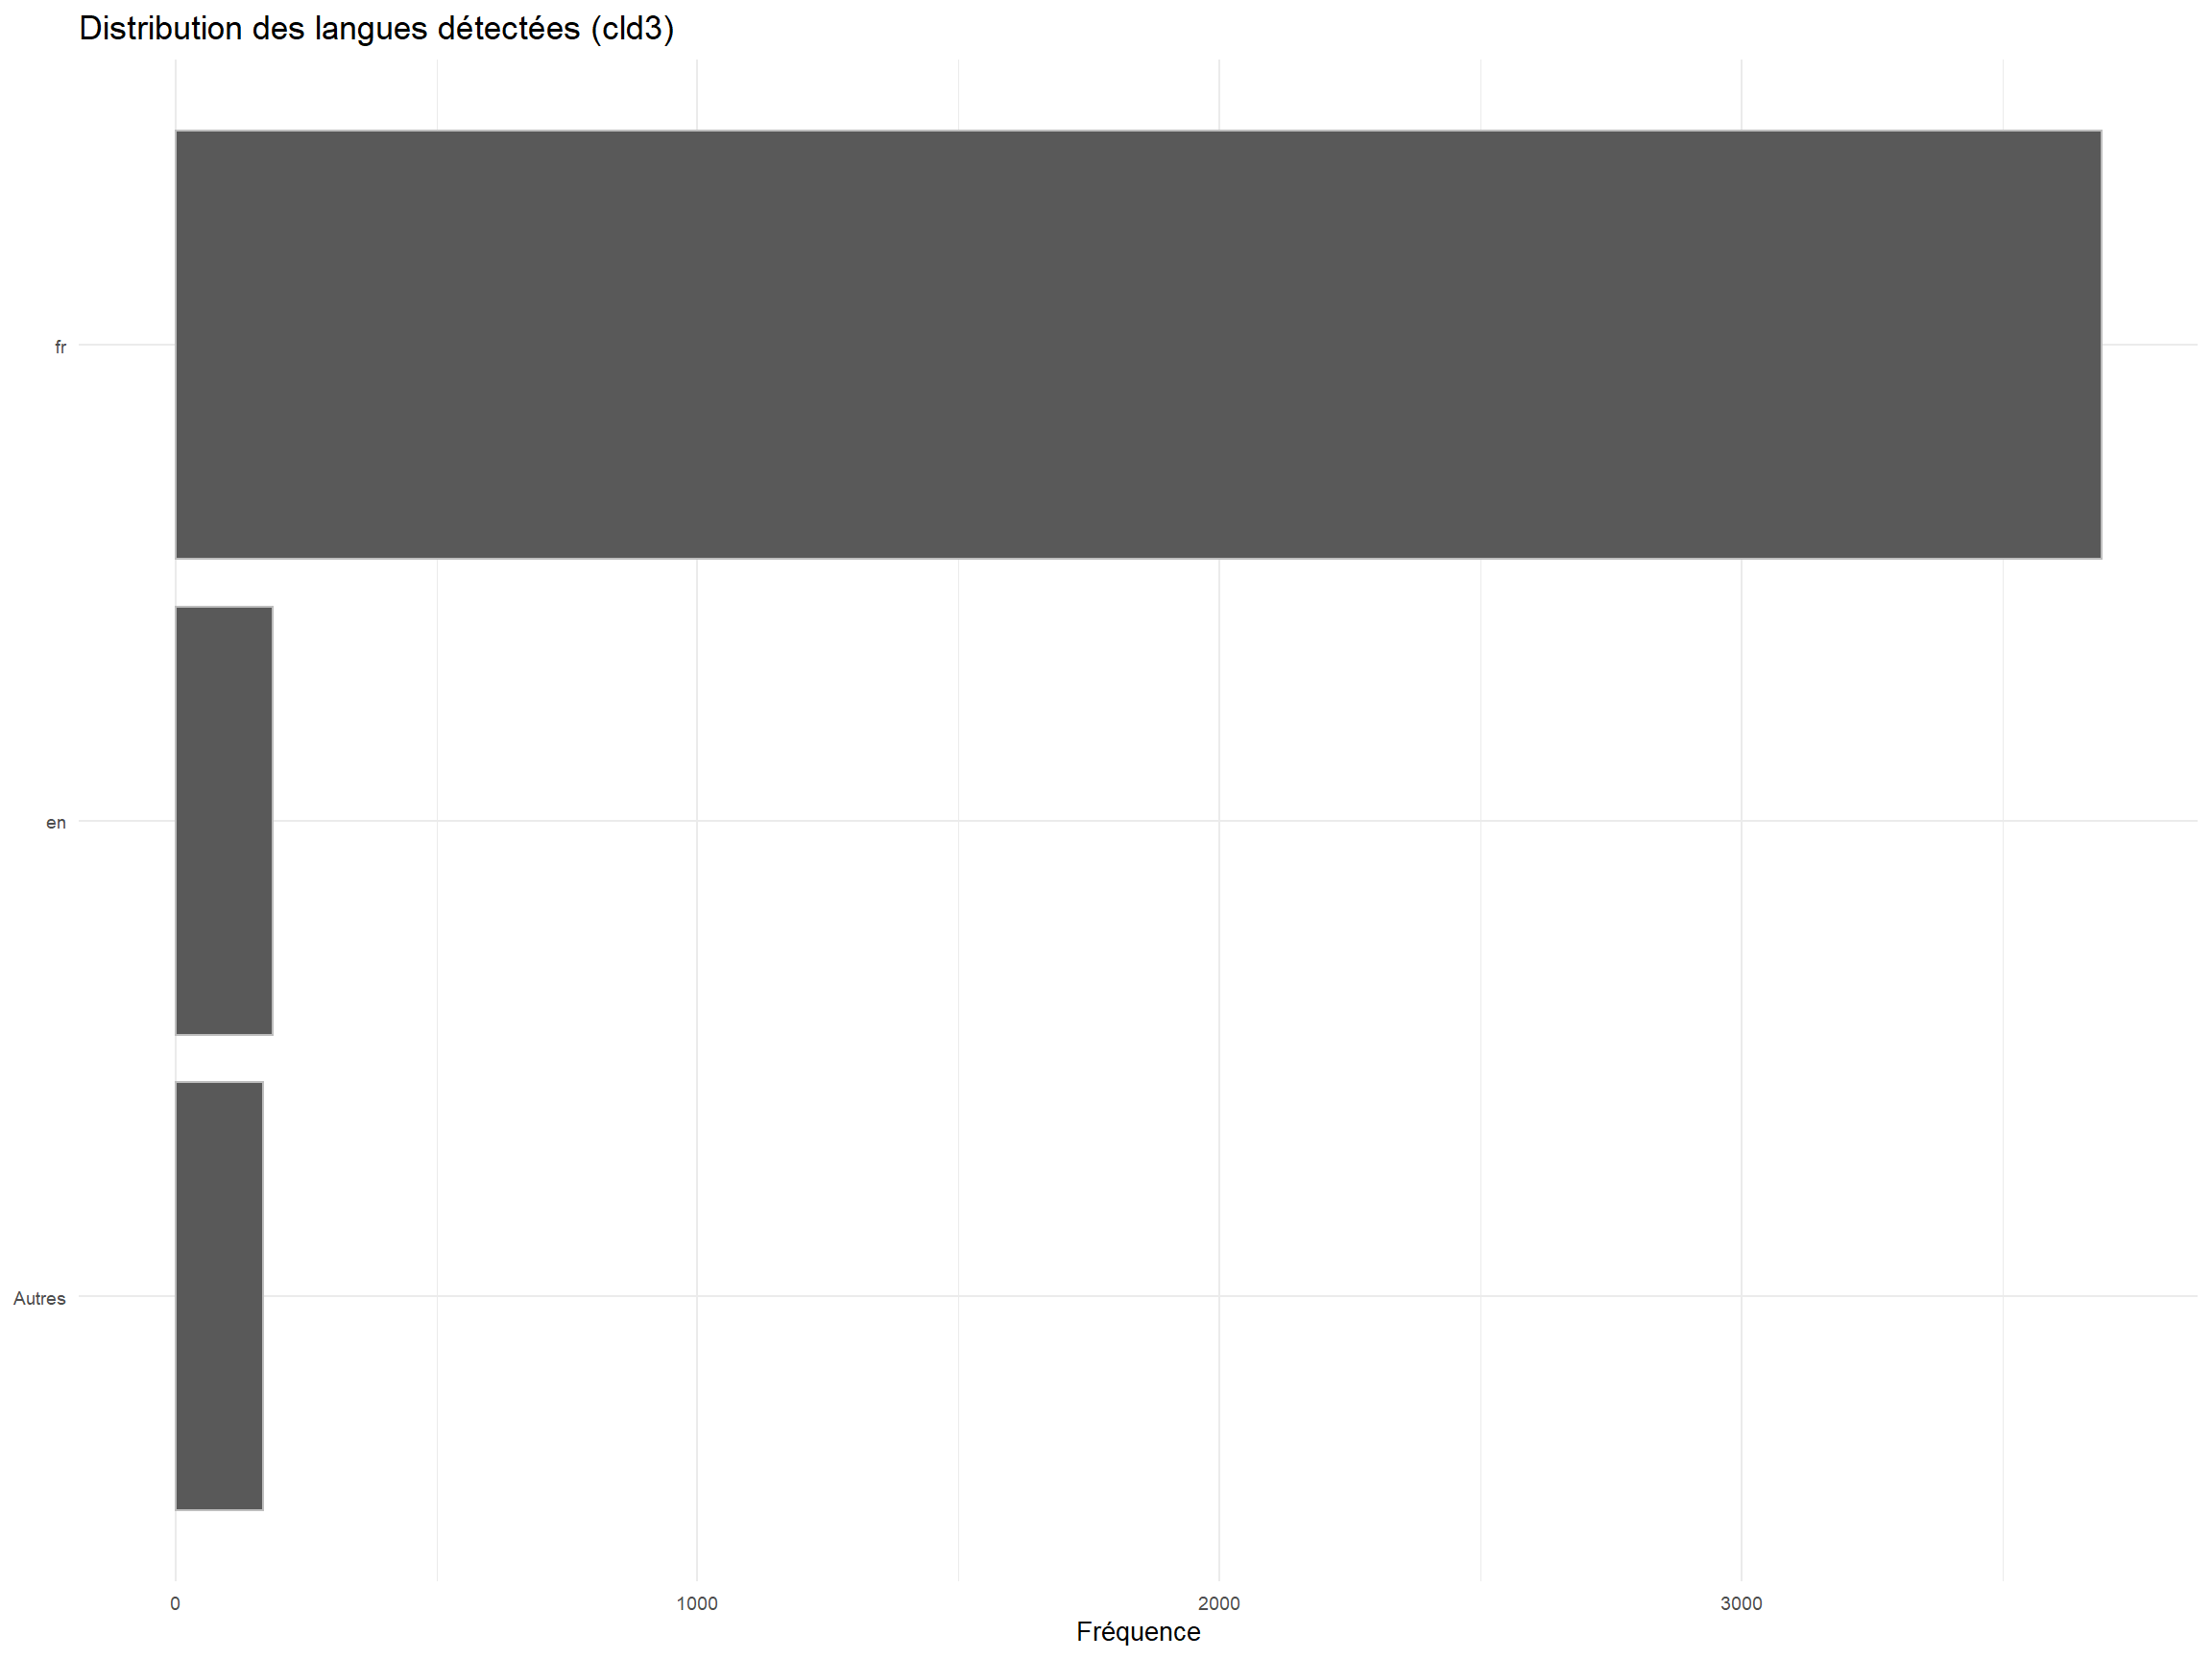 Distribution des langues détectées (cld3)
fr
en
Autres
0 1000 2000 3000
Fréquence